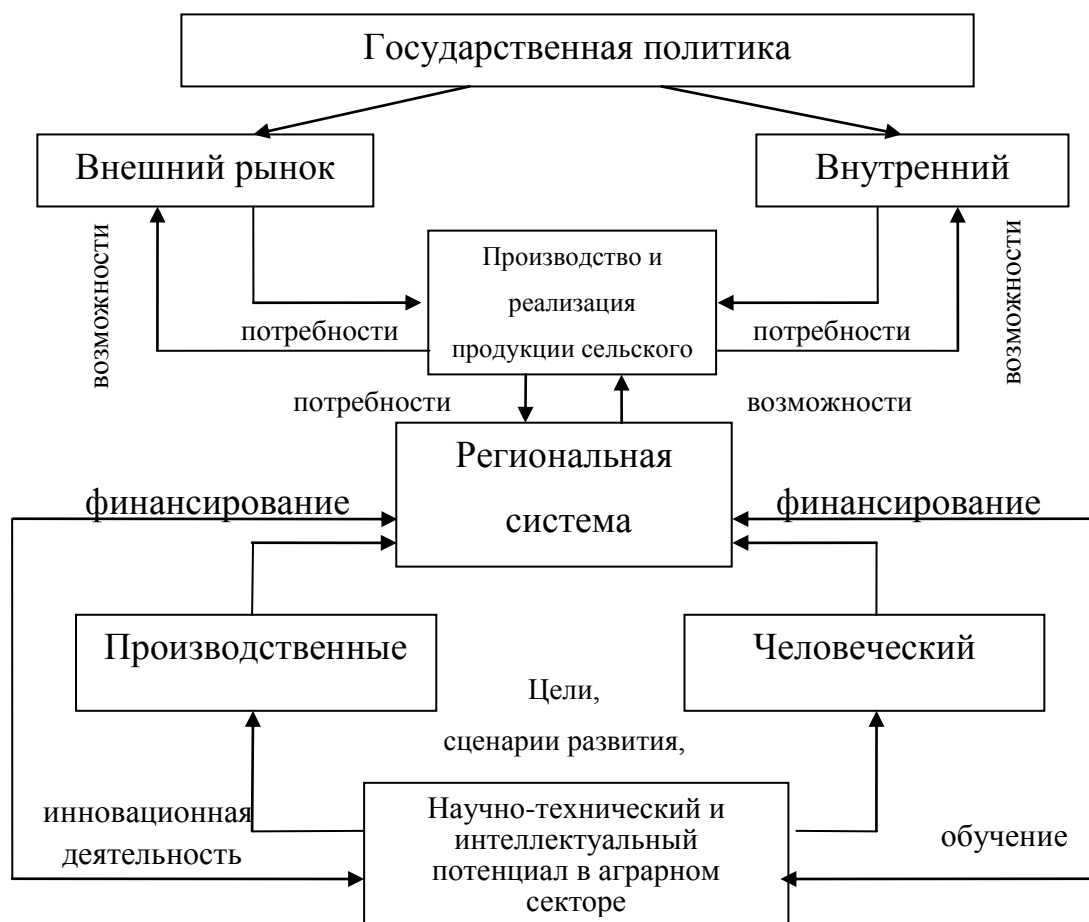 Государственная политика
Внешний рынок
Внутренний
возможности
возможности
Производство и
реализация
продукции сельского
потребности
потребности
потребности
возможности
Региональная
система
финансирование
финансирование
Производственные
Человеческий
Цели,
сценарии развития,
инновационная
деятельность
Научно-технический и
интеллектуальный
потенциал в аграрном
секторе
обучение